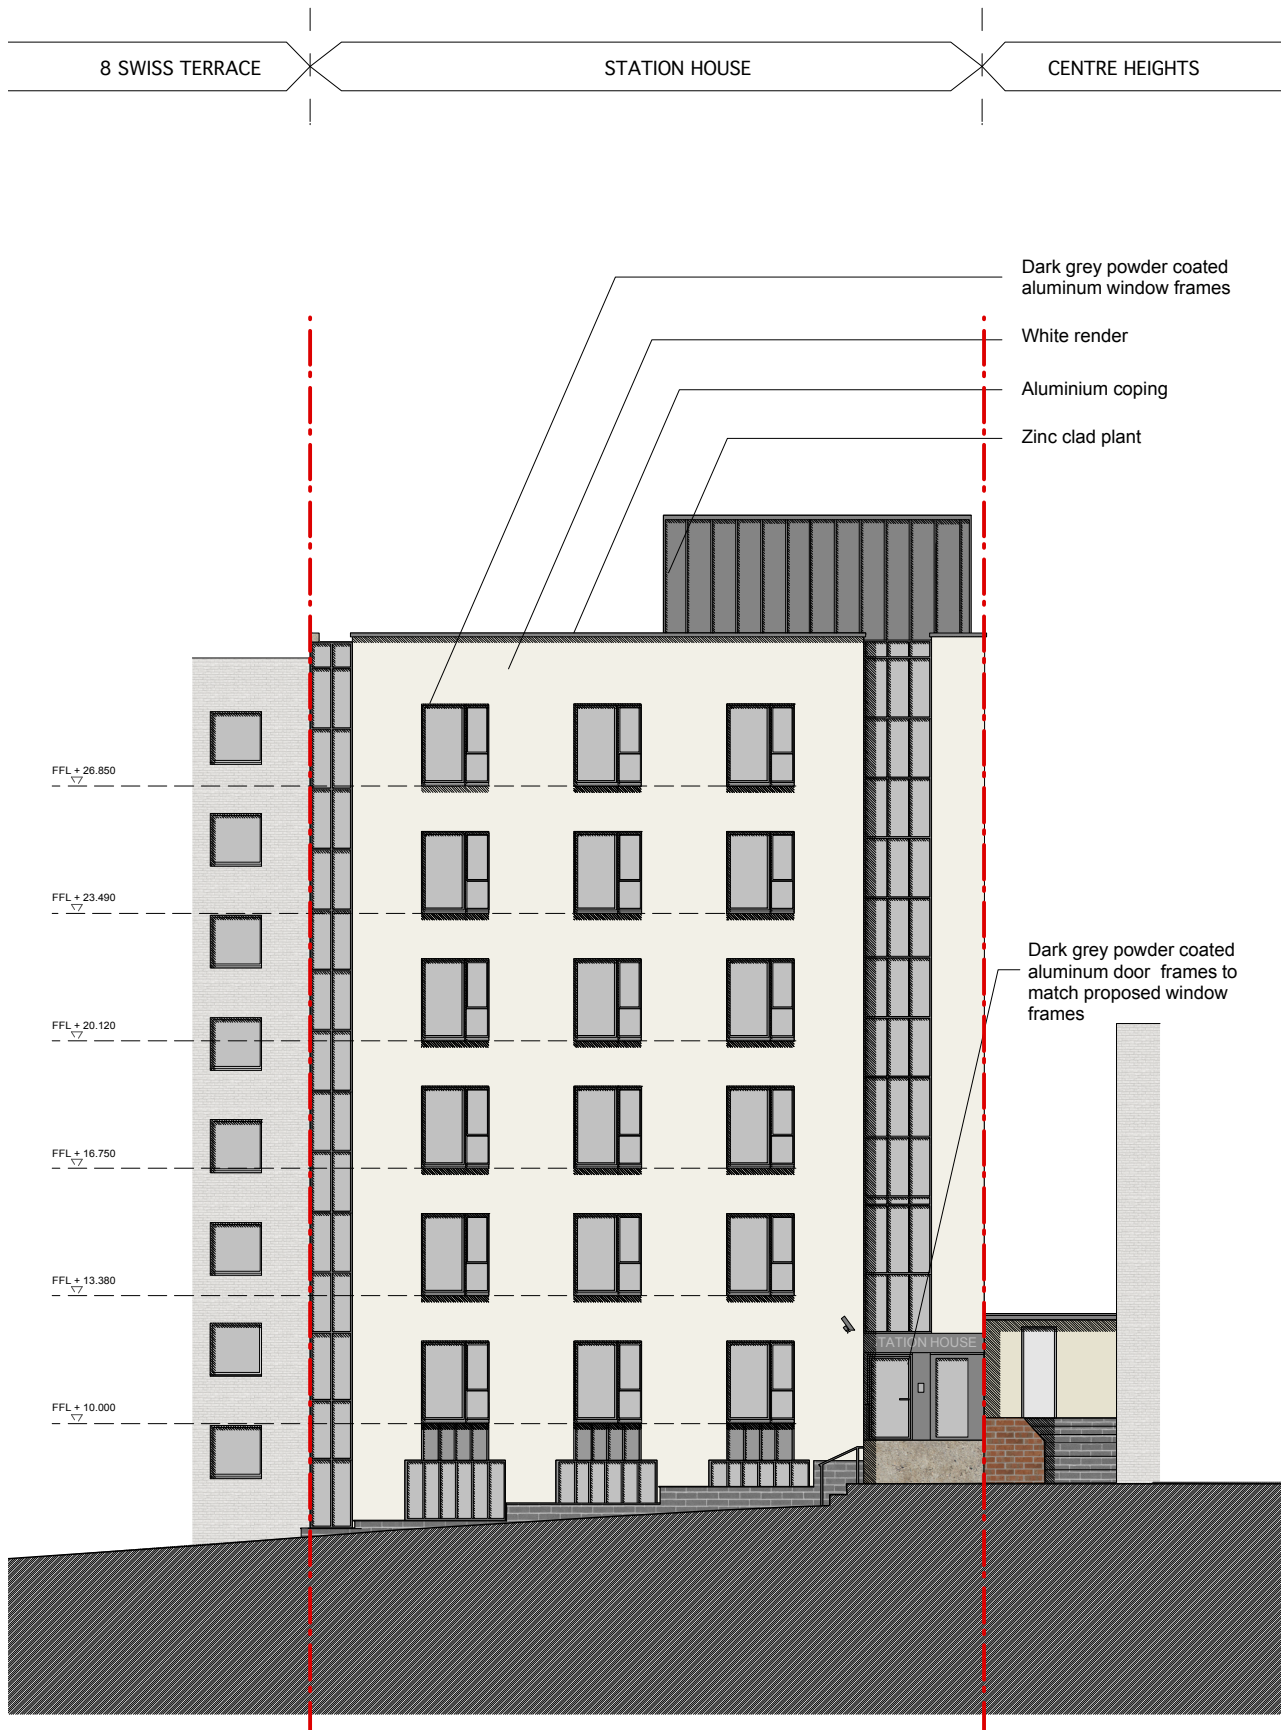 8 SWISS TERRACE
STATION HOUSE
CENTRE HEIGHTS
Dark grey powder coated
aluminum window frames
White render
Aluminium coping
Zinc clad plant
FFL + 26.850
FFL + 23.490
Dark grey powder coated
aluminum door frames to
match proposed window
frames
FFL + 20.120
FFL + 16.750
FFL + 13.380
TATION HOUSE
FFL + 10.000